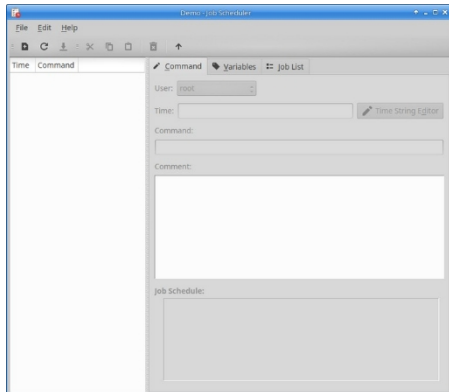 Demo - Job Scheduler
File Edit Help
Time Command
Command Variables Job List
User: root
Time: Time String Editor
Command:
Comment:
Job Schedule: